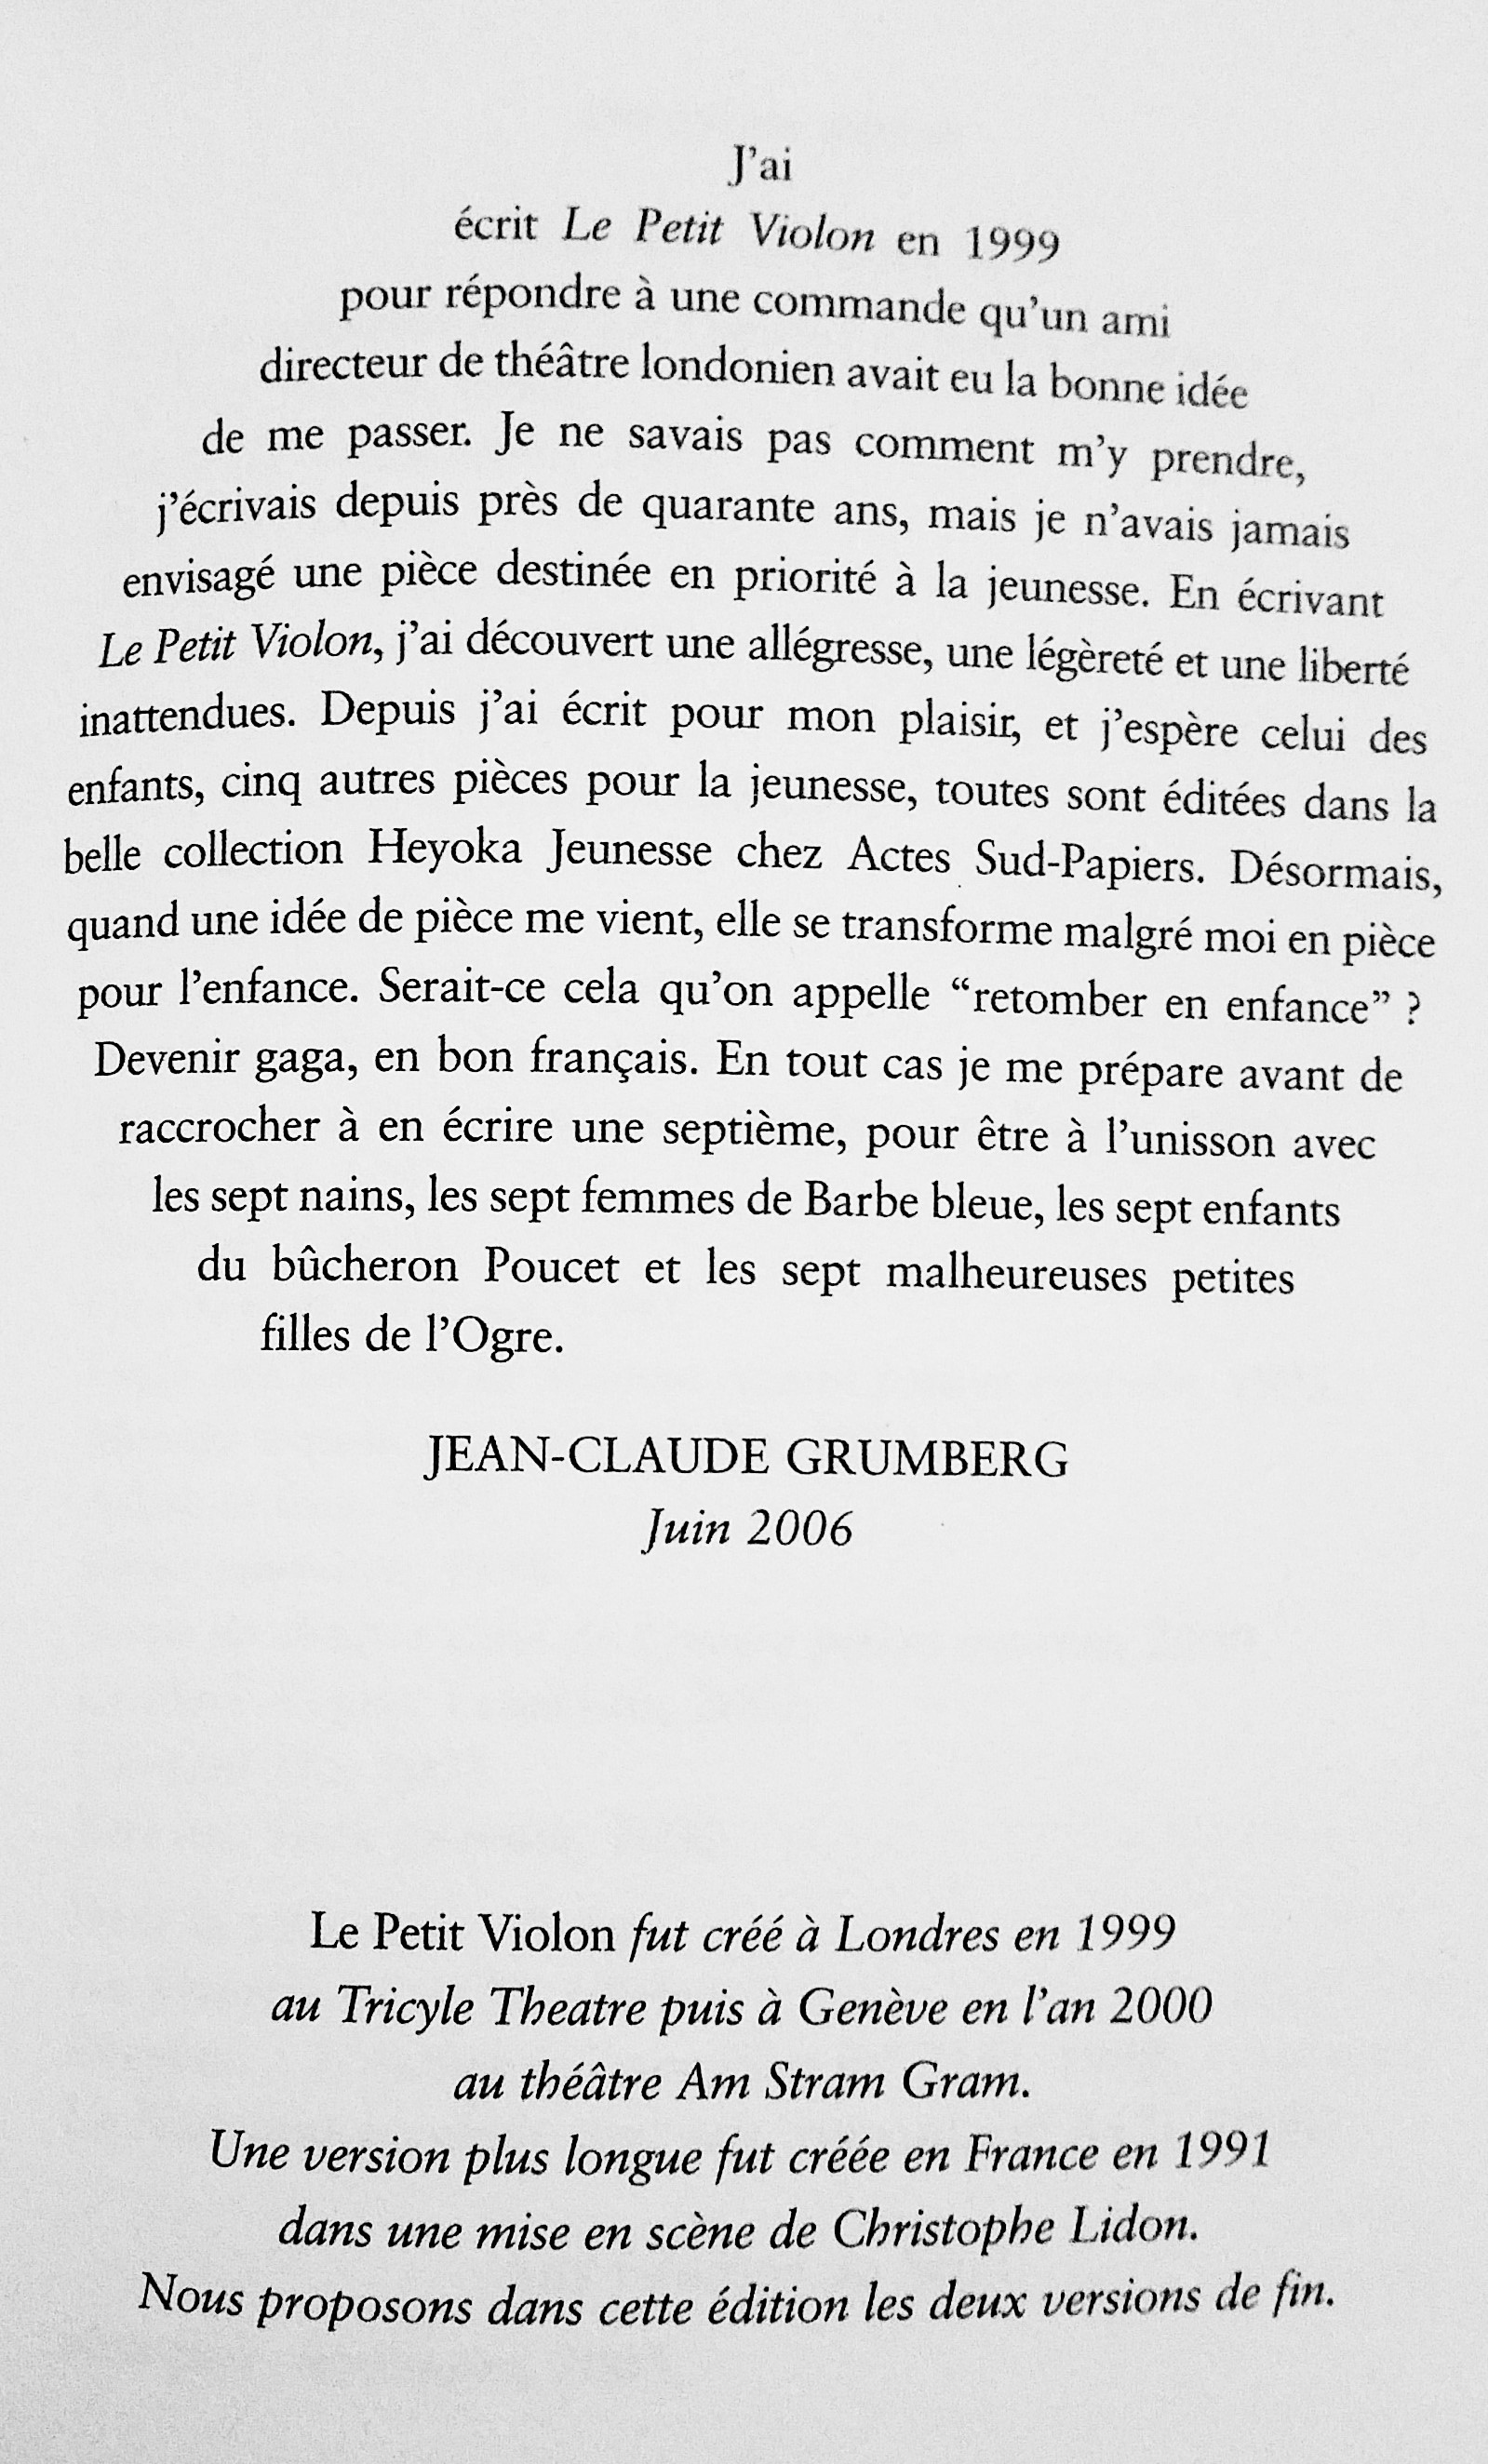 J'ai
écrit Le Petit Violon en 1999
pour répondre à une commande qu'un ami
directeur de théâtre londonien avait eu la bonne idée
de me passer. Je ne savais pas comment m'y prendre,
j'écrivais depuis près de quarante ans, mais je n'avais jamais
envisagé une pièce destinée en priorité à la jeunesse. En écrivant
Le Petit Violon, j'ai découvert une allégresse, une légèreté et une liberté
inattendues. Depuis j'ai écrit pour mon plaisir, et j'espère celui des
enfants, cinq autres pièces pour la jeunesse, toutes sont éditées dans la
belle collection Heyoka Jeunesse chez Actes Sud-Papiers. Désormais,
quand une idée de pièce me vient, elle se transforme malgré moi en pièce
pour l'enfance. Serait-ce cela qu'on appelle “retomber en enfance” ?
Devenir gaga, en bon français. En tout cas je me prépare avant de
raccrocher à en écrire une septième, pour être à l'unisson avec
les sept nains, les sept femmes de Barbe bleue, les sept enfants
du bûcheron Poucet et les sept malheureuses petites
filles de l'Ogre.
JEAN-CLAUDE GRUMBERG
Juin 2006
Le Petit Violon fut créé à Londres en 1999
au Tricyle Theatre puis à Genève en l'an 2000
au théâtre Am Stram Gram.
Une version plus longue fut créée en France en 1991
dans une mise en scène de Christophe Lidon.
Nous proposons dans cette édition les deux versions de fin.